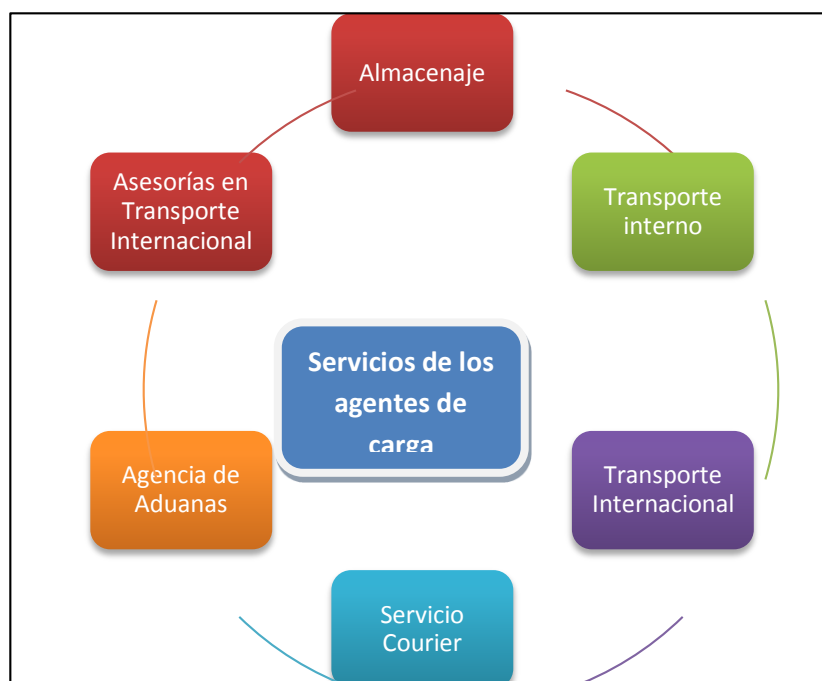 Almacenaje
Asesorías en
Transporte
Internacional
Transporte
interno
Servicios de los
agentes de
carga
Agencia de
Aduanas
Transporte
Internacional
Servicio
Courier